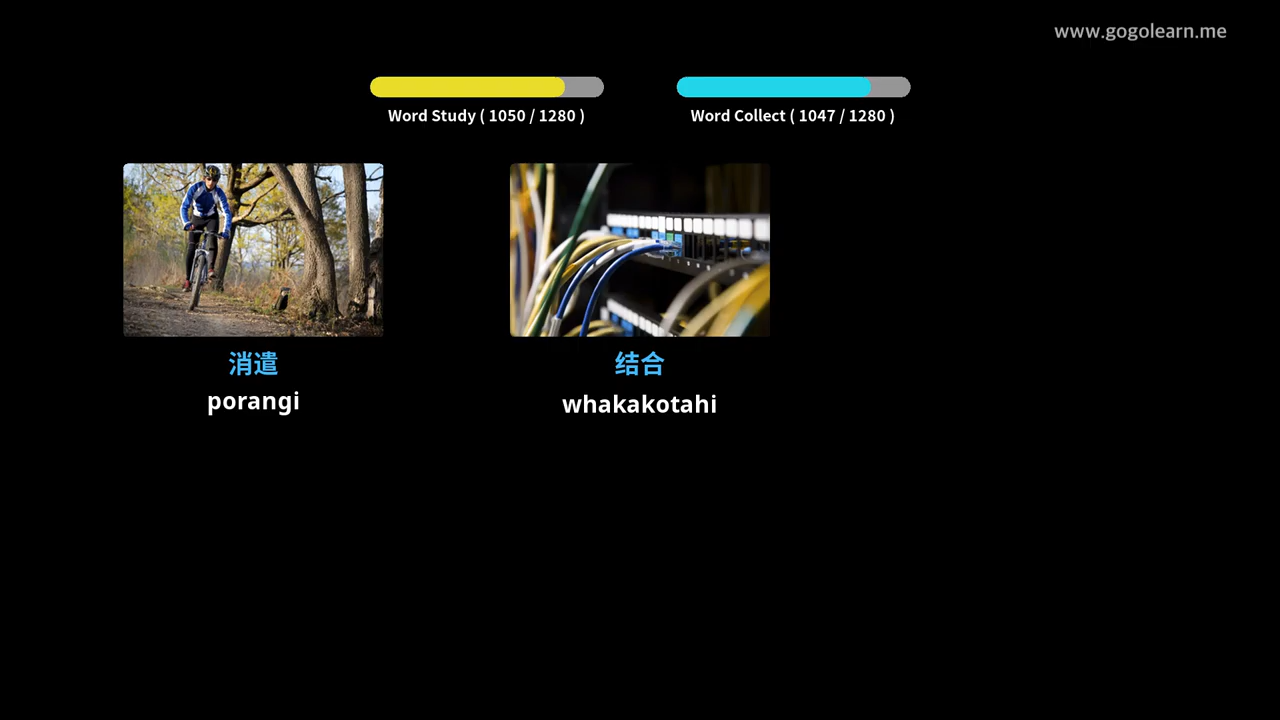 www.gogolearn.me
Word Study ( 1050 / 1280 )
Word Collect ( 1047 / 1280 )
消遣
porangi
结合
whakakotahi